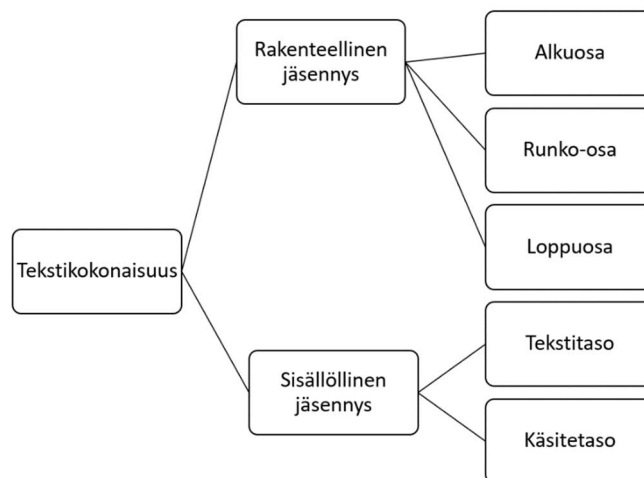 Rakenteellinen
jäsennys
Alkuosa
Runko-osa
Loppuosa
Tekstikokonaisuus
Sisällöllinen
jäsennys
Tekstitaso
Käsitetaso